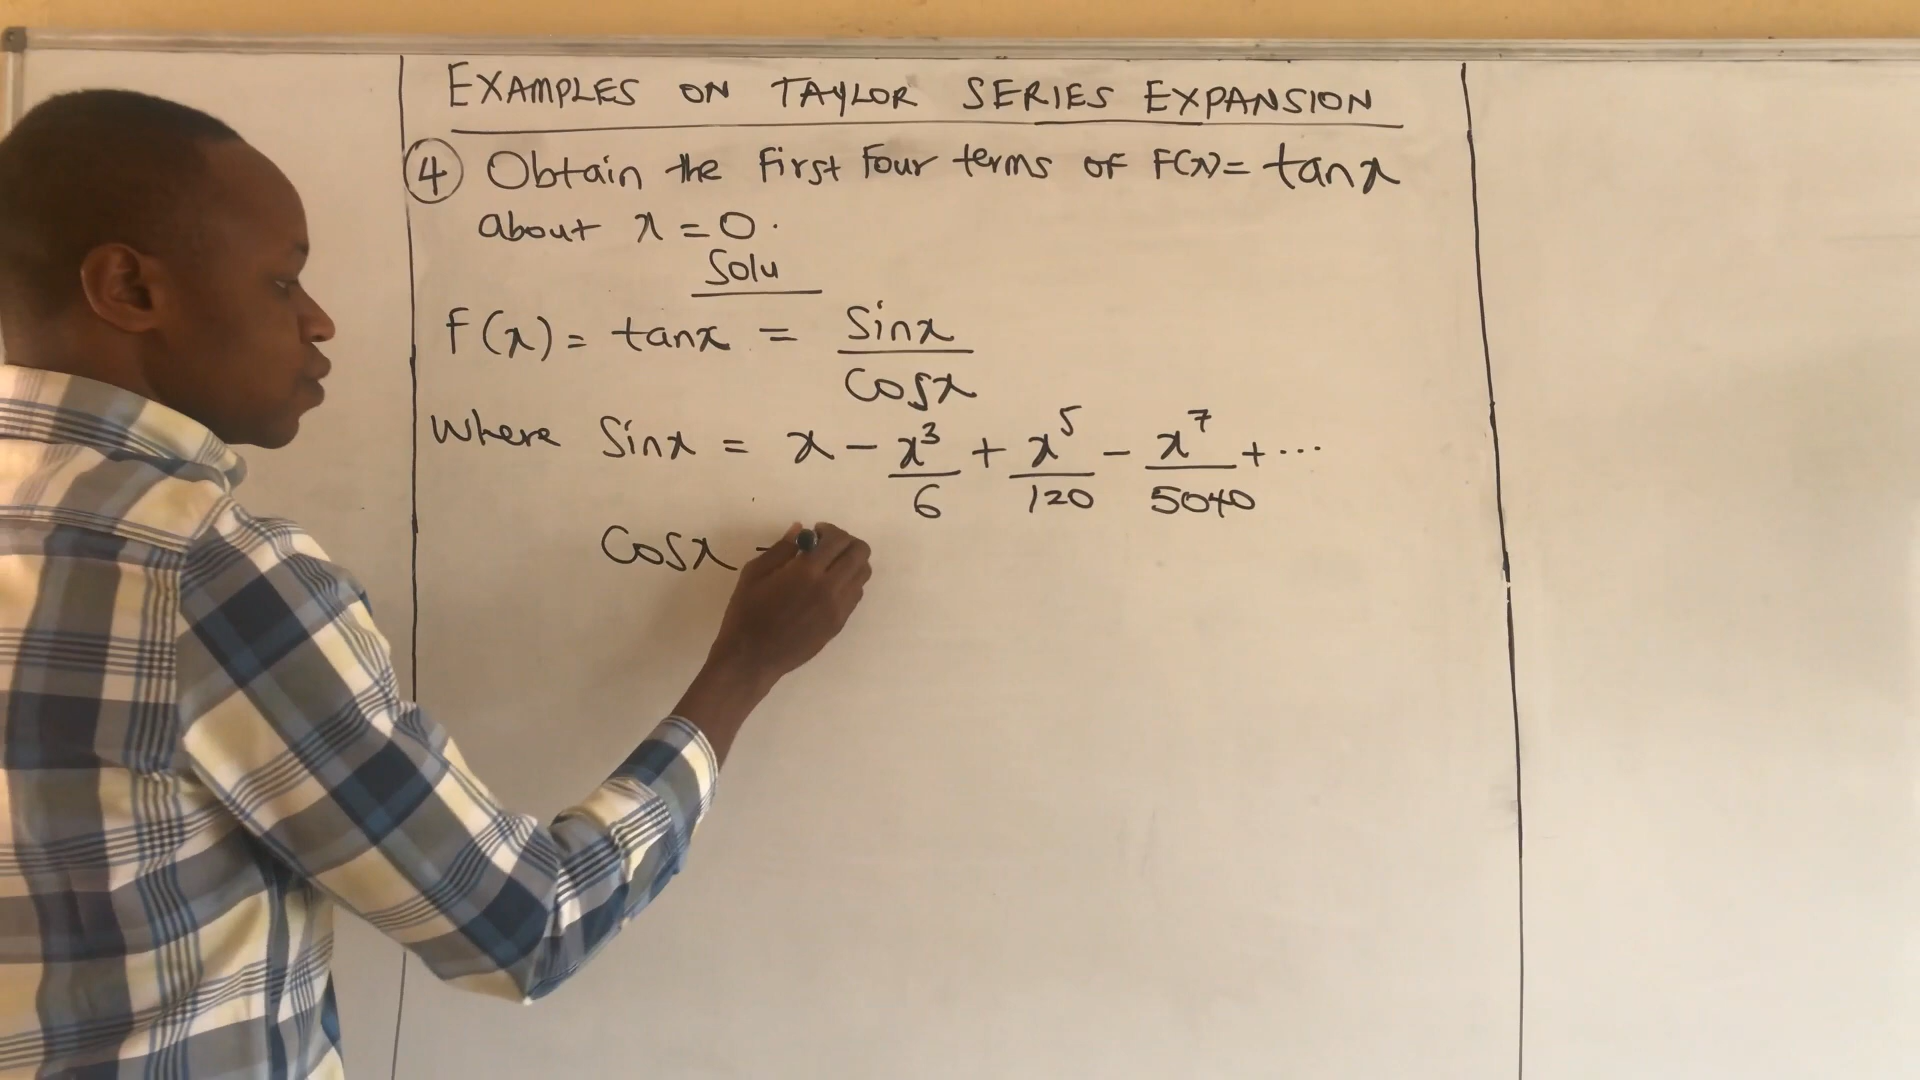 EXAMPLES ON TAYLOR SERIES EXPANSION
④ Obtain the First Four terms of F(x) = tanx
about x = 0.
Solu
F(x) = tanx = Sinx/Cosx
Where Sinx = x - x³/6 + x⁵/120 - x⁷/5040 + ...
Cosx -